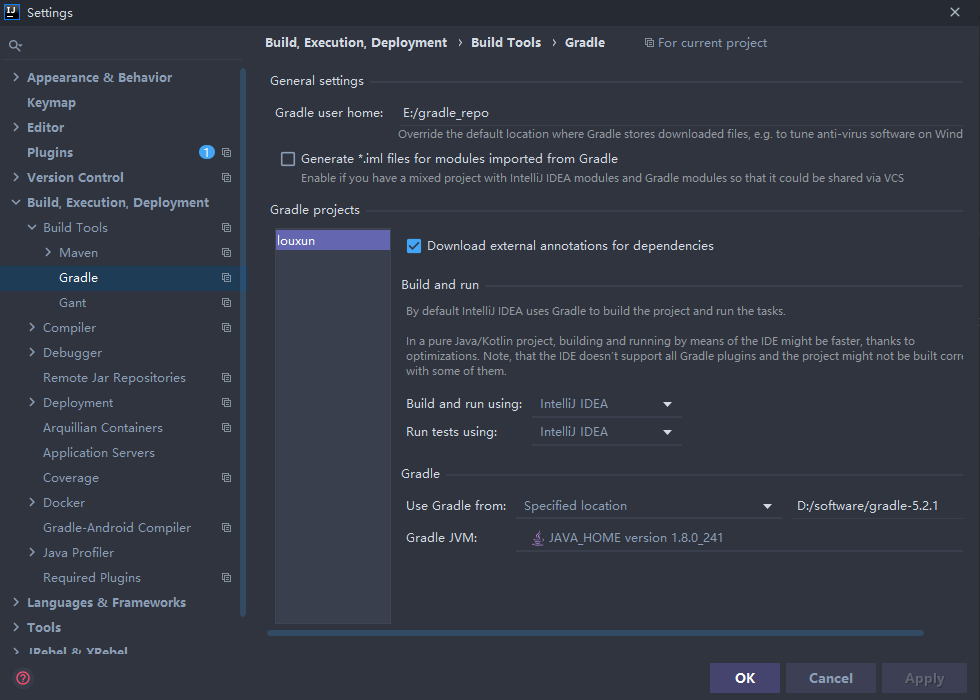 IJ Settings
Build, Execution, Deployment › Build Tools › Gradle For current project
Appearance & Behavior
Keymap
Editor
Plugins 1
Version Control
Build, Execution, Deployment
Build Tools
Maven
Gradle
Gant
Compiler
Debugger
Remote Jar Repositories
Deployment
Arquillian Containers
Application Servers
Coverage
Docker
Gradle-Android Compiler
Java Profiler
Required Plugins
Languages & Frameworks
Tools
JRebel & XRebel
General settings
Gradle user home: E:/gradle_repo
Override the default location where Gradle stores downloaded files, e.g. to tune anti-virus software on Wind
Generate *.iml files for modules imported from Gradle
Enable if you have a mixed project with IntelliJ IDEA modules and Gradle modules so that it could be shared via VCS
Gradle projects
louxun
Download external annotations for dependencies
Build and run
By default IntelliJ IDEA uses Gradle to build the project and run the tasks.
In a pure Java/Kotlin project, building and running by means of the IDE might be faster, thanks to
optimizations. Note, that the IDE doesn't support all Gradle plugins and the project might not be built corre
with some of them.
Build and run using: IntelliJ IDEA
Run tests using: IntelliJ IDEA
Gradle
Use Gradle from: Specified location D:/software/gradle-5.2.1
Gradle JVM: JAVA_HOME version 1.8.0_241
? OK Cancel Apply